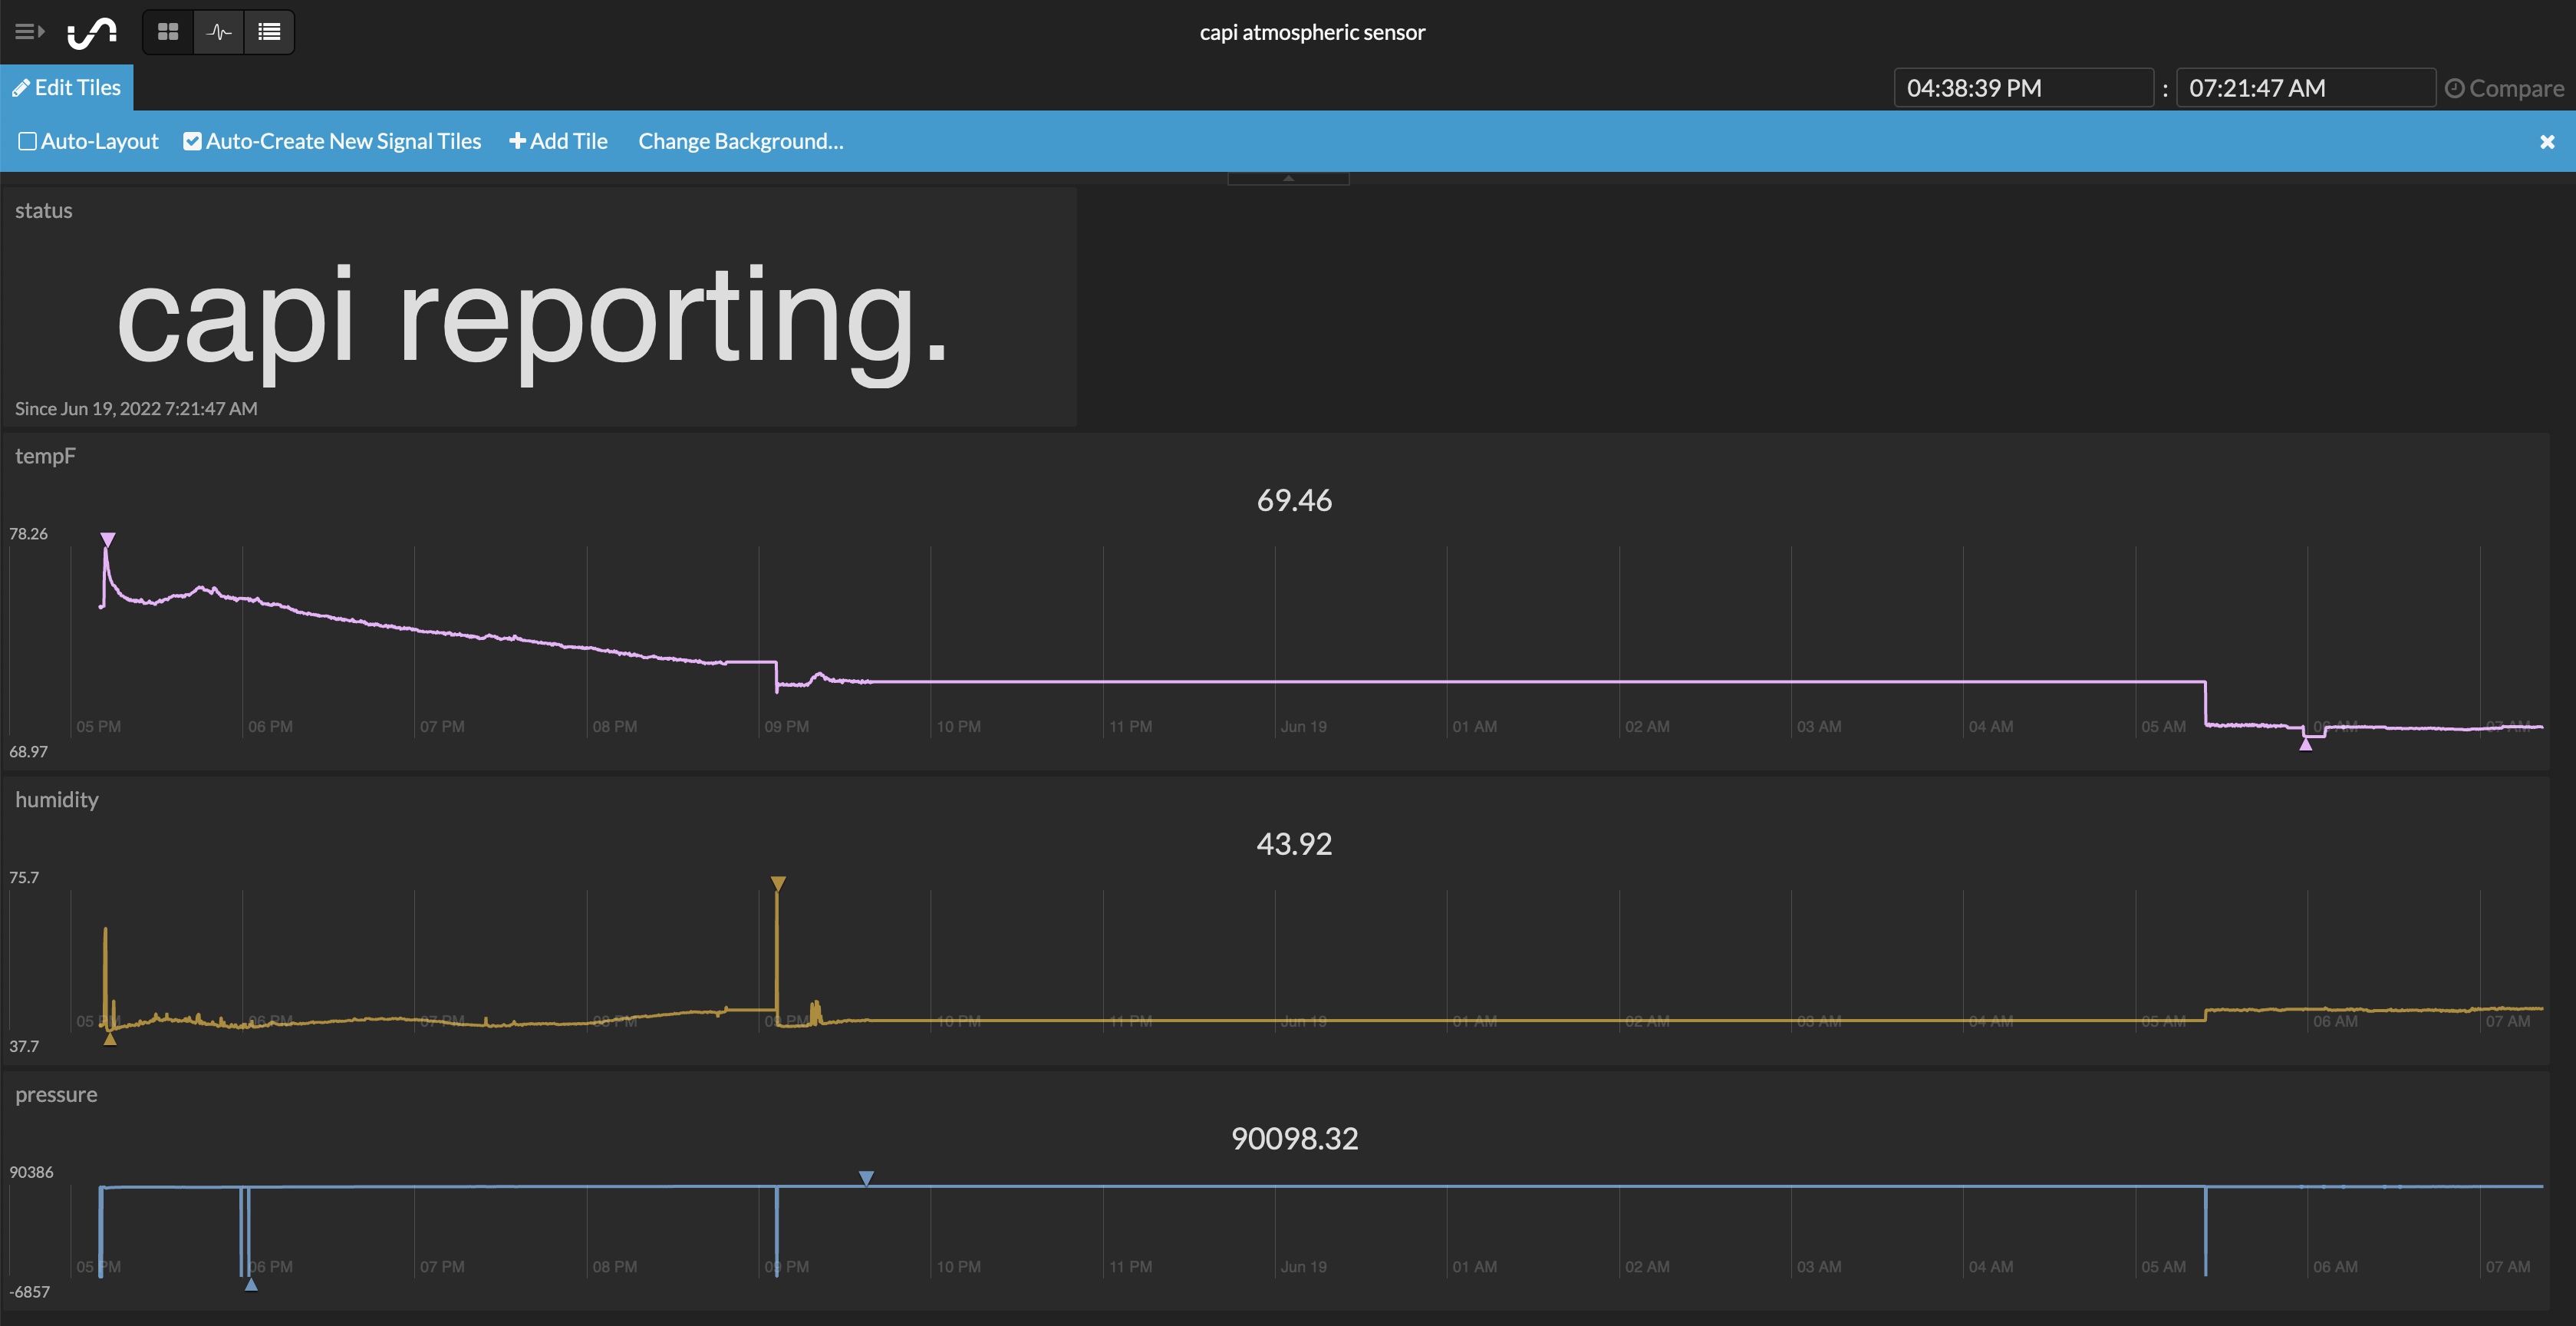 capi atmospheric sensor
Edit Tiles
04:38:39 PM : 07:21:47 AM Compare
Auto-Layout Auto-Create New Signal Tiles Add Tile Change Background...
status
capi reporting.
Since Jun 19, 2022 7:21:47 AM
tempF
69.46
78.26
05 PM 06 PM 07 PM 08 PM 09 PM 10 PM 11 PM Jun 19 01 AM 02 AM 03 AM 04 AM 05 AM 06 AM 07 AM
68.97
humidity
43.92
75.7
05 PM 06 PM 07 PM 08 PM 09 PM 10 PM 11 PM Jun 19 01 AM 02 AM 03 AM 04 AM 05 AM 06 AM 07 AM
37.7
pressure
90098.32
90386
05 PM 06 PM 07 PM 08 PM 09 PM 10 PM 11 PM Jun 19 01 AM 02 AM 03 AM 04 AM 05 AM 06 AM 07 AM
-6857